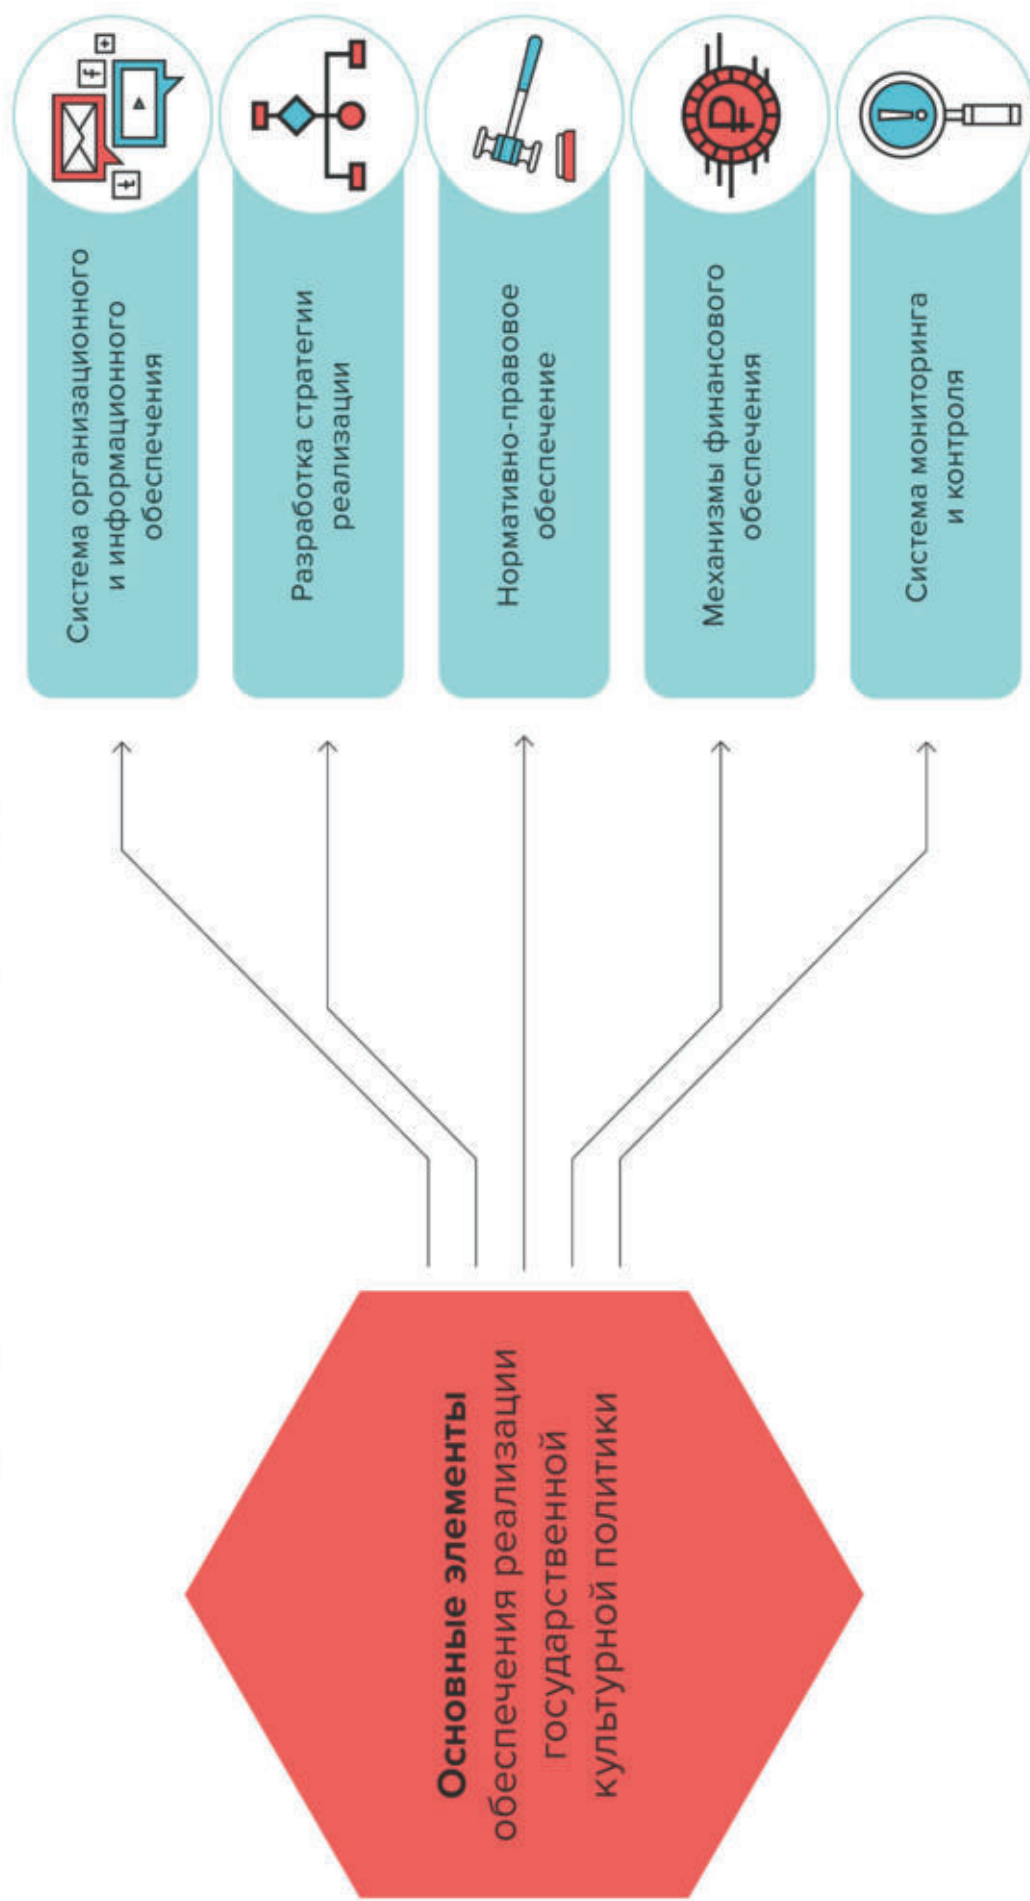 Основные элементы
обеспечения реализации
государственной
культурной политики
Система организационного
и информационного
обеспечения
Разработка стратегии
реализации
Нормативно-правовое
обеспечение
Механизмы финансового
обеспечения
Система мониторинга
и контроля